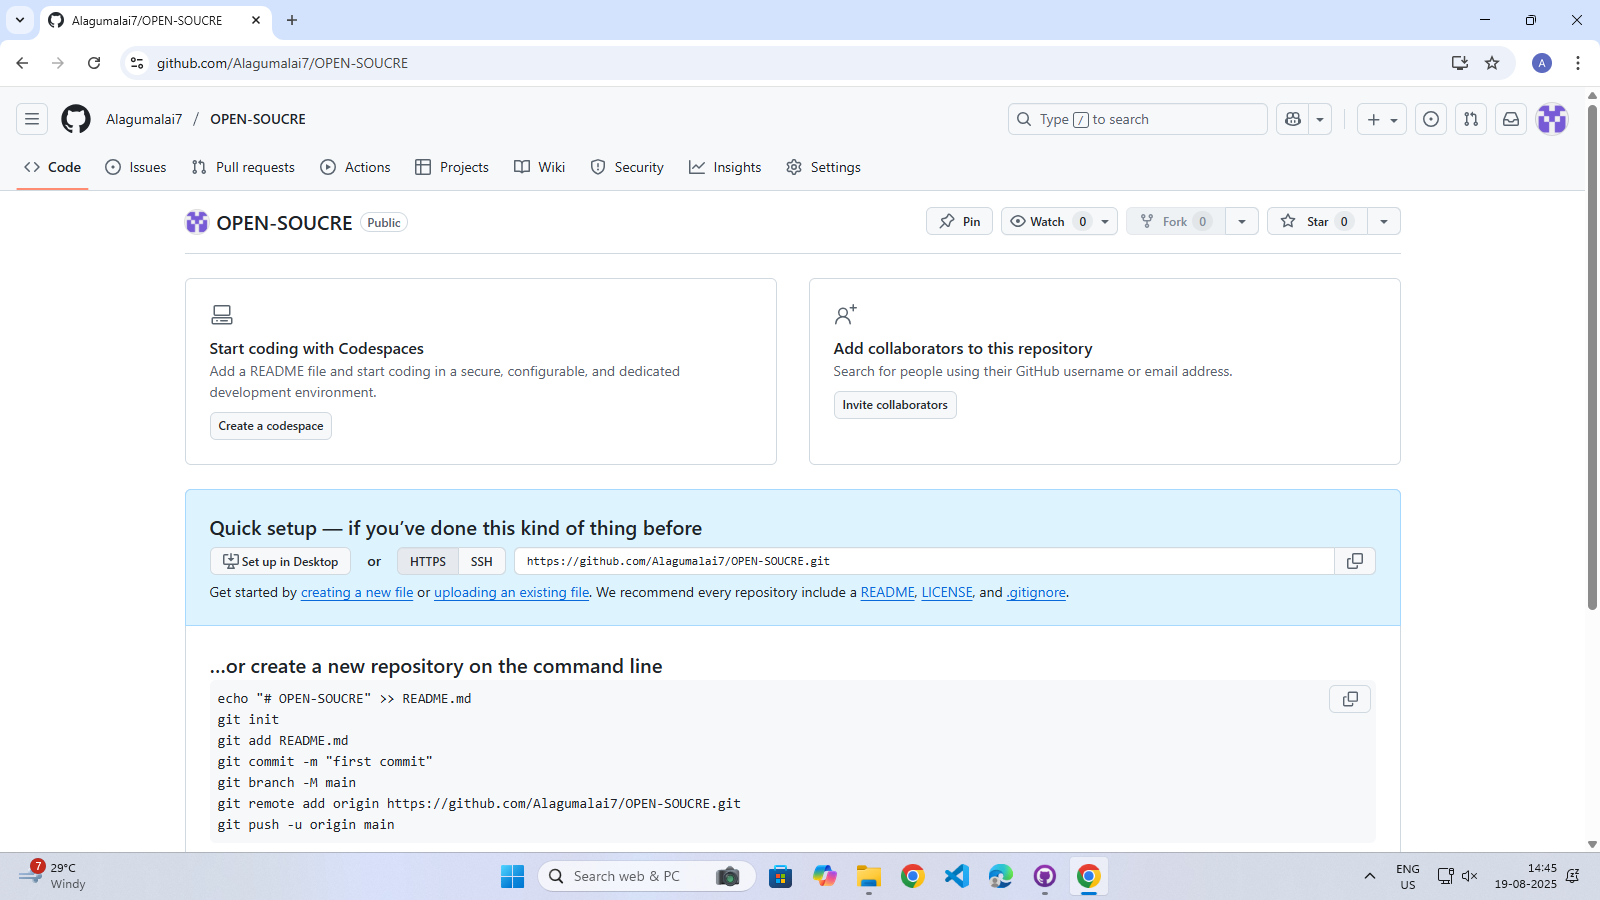 Alagumalai7/OPEN-SOUCRE
github.com/Alagumalai7/OPEN-SOUCRE
A
Alagumalai7 / OPEN-SOUCRE
Type / to search
Code
Issues
Pull requests
Actions
Projects
Wiki
Security
Insights
Settings
OPEN-SOUCRE
Public
Pin
Watch 0
Fork 0
Star 0
Start coding with Codespaces
Add a README file and start coding in a secure, configurable, and dedicated
development environment.
Create a codespace
Add collaborators to this repository
Search for people using their GitHub username or email address.
Invite collaborators
Quick setup — if you’ve done this kind of thing before
Set up in Desktop
or
HTTPS
SSH
https://github.com/Alagumalai7/OPEN-SOUCRE.git
Get started by creating a new file or uploading an existing file. We recommend every repository include a README, LICENSE, and .gitignore.
…or create a new repository on the command line
echo "# OPEN-SOUCRE" >> README.md
git init
git add README.md
git commit -m "first commit"
git branch -M main
git remote add origin https://github.com/Alagumalai7/OPEN-SOUCRE.git
git push -u origin main
7
29°C
Windy
Search web & PC
ENG
US
14:45
19-08-2025